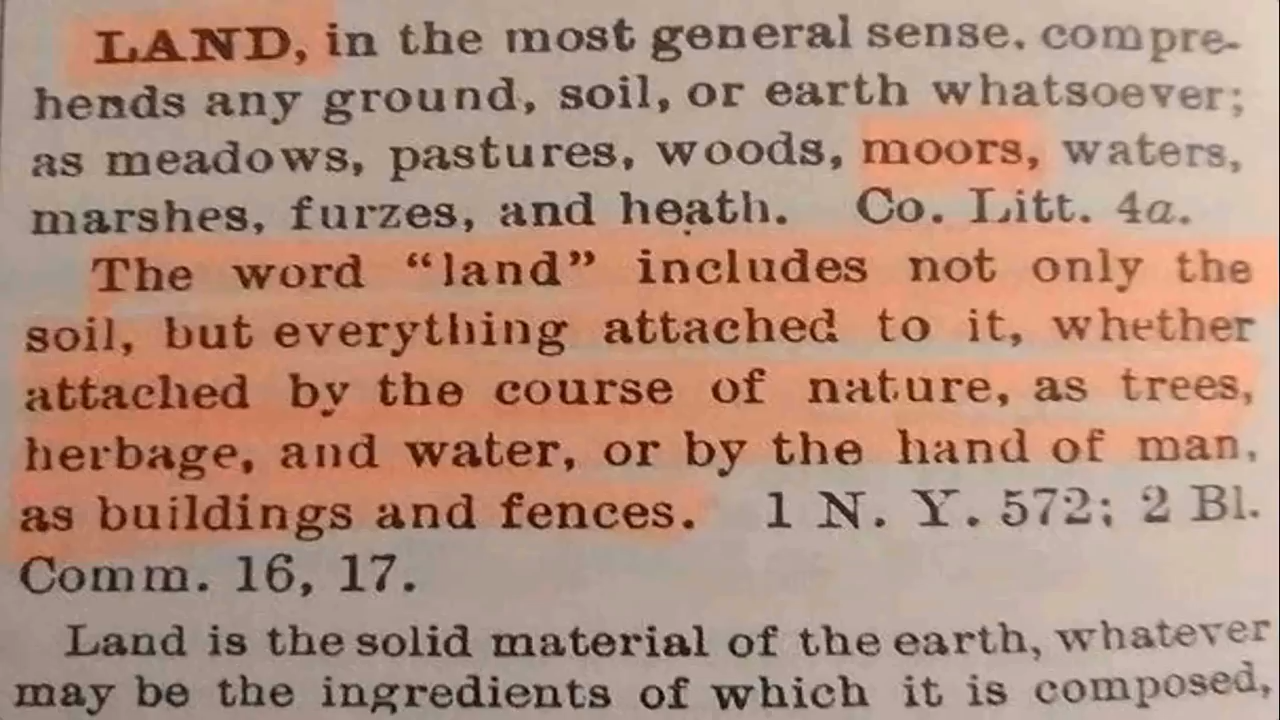 LAND, in the most general sense, compre-
hends any ground, soil, or earth whatsoever;
as meadows, pastures, woods, moors, waters,
marshes, furzes, and heath. Co. Litt. 4a.
The word “land” includes not only the
soil, but everything attached to it, whether
attached by the course of nature, as trees,
herbage, and water, or by the hand of man,
as buildings and fences. 1 N. Y. 572; 2 Bl.
Comm. 16, 17.
Land is the solid material of the earth, whatever
may be the ingredients of which it is composed,